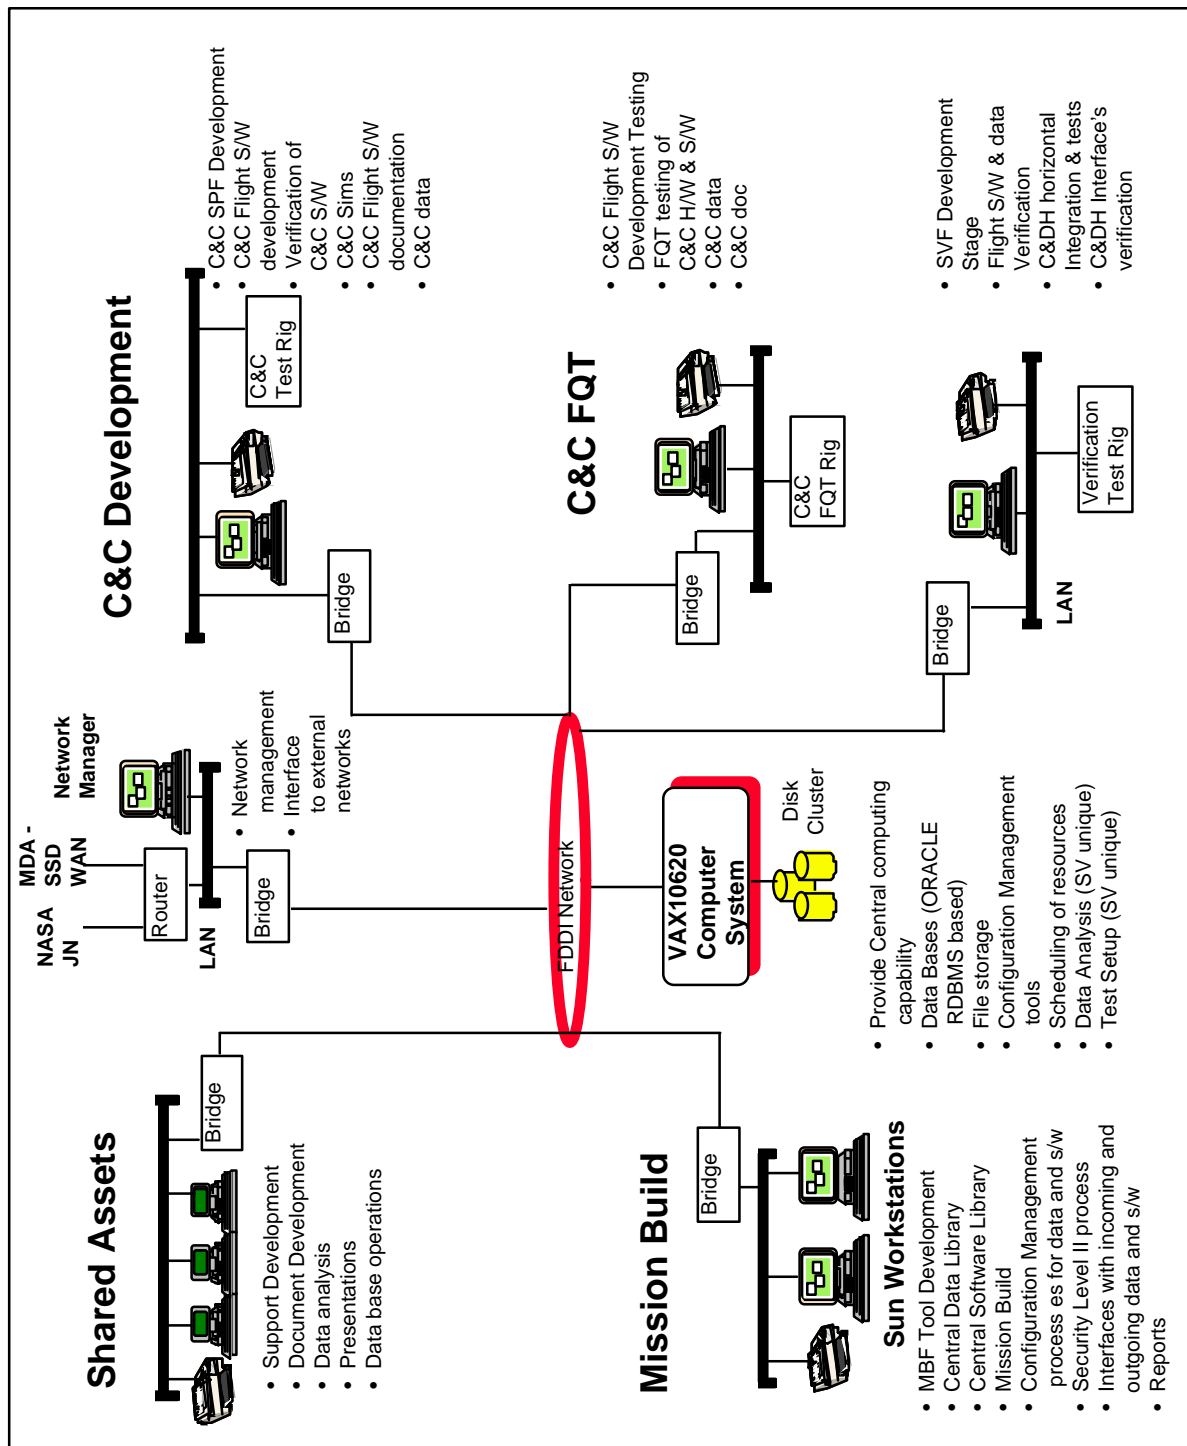 Shared Assets
Bridge
• Support Development
• Document Development
• Data analysis
• Presentations
• Data base operations
NASA
JN
MDA -
SSD
WAN
Router
LAN
Bridge
Network
Manager
• Network
management
• Interface
to external
networks
C&C Development
Bridge
C&C
Test Rig
• C&C SPF Development
• C&C Flight S/W
development
• Verification of
C&C S/W
• C&C Sims
• C&C Flight S/W
documentation
• C&C data
FDDI Network
VAX10620
Computer
System
Disk
Cluster
• Provide Central computing
capability
• Data Bases (ORACLE
RDBMS based)
• File storage
• Configuration Management
tools
• Scheduling of resources
• Data Analysis (SV unique)
• Test Setup (SV unique)
C&C FQT
Bridge
C&C
FQT Rig
• C&C Flight S/W
Development Testing
• FQT testing of
C&C H/W & S/W
• C&C data
• C&C doc
Mission Build
Bridge
Sun Workstations
• MBF Tool Development
• Central Data Library
• Central Software Library
• Mission Build
• Configuration Management
process es for data and s/w
• Security Level II process
• Interfaces with incoming and
outgoing data and s/w
• Reports
Bridge
LAN
Verification
Test Rig
• SVF Development
Stage
• Flight S/W & data
Verification
• C&DH horizontal
Integration & tests
• C&DH Interface's
verification